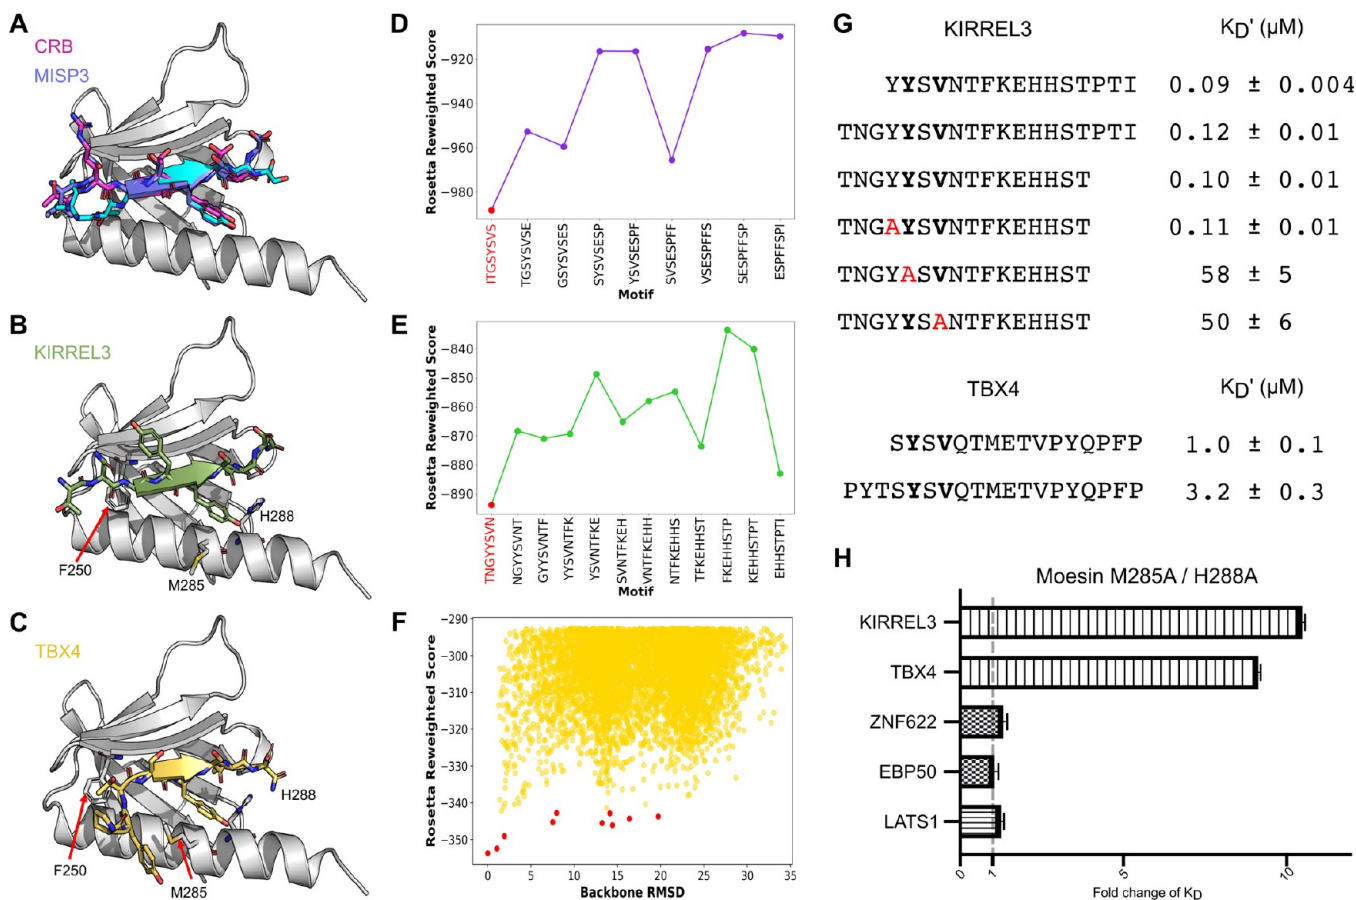 A
CRB
MISP3
B
KIRREL3
F250
M285
H288
C
TBX4
F250
M285
H288
D
Rosetta Reweighted Score
−920
−940
−960
−980
ITGSYSVS
TGSYSVSE
GSYSVSES
SYSVSESP
YSVSESPF
SVSESPFF
VSESPFFS
SESPFFSP
ESPFFSPI
Motif
E
Rosetta Reweighted Score
−840
−850
−860
−870
−880
−890
TNGYYSVN
NGYYSVNT
GYYSVNTF
YYSVNTFK
YSVNTFKE
SVNTFKEH
VNTFKEHH
NTFKEHHS
TFKEHHST
FKEHHSTP
KEHHSTPT
EHHSTPTI
Motif
F
Rosetta Reweighted Score
−290
−300
−310
−320
−330
−340
−350
0 5 10 15 20 25 30 35
Backbone RMSD
G
KIRREL3 KD' (µM)
YYSVNTFKEHHSTPTI 0.09 ± 0.004
TNGYYSVNTFKEHHSTPTI 0.12 ± 0.01
TNGYYSVNTFKEHHST 0.10 ± 0.01
TNGAYSVNTFKEHHST 0.11 ± 0.01
TNGYASVNTFKEHHST 58 ± 5
TNGYYSANTFKEHHST 50 ± 6
TBX4 KD' (µM)
SYSVQTMETVPYQPFP 1.0 ± 0.1
PYTSYSVQTMETVPYQPFP 3.2 ± 0.3
H
Moesin M285A / H288A
KIRREL3
TBX4
ZNF622
EBP50
LATS1
0 1 5 10
Fold change of KD